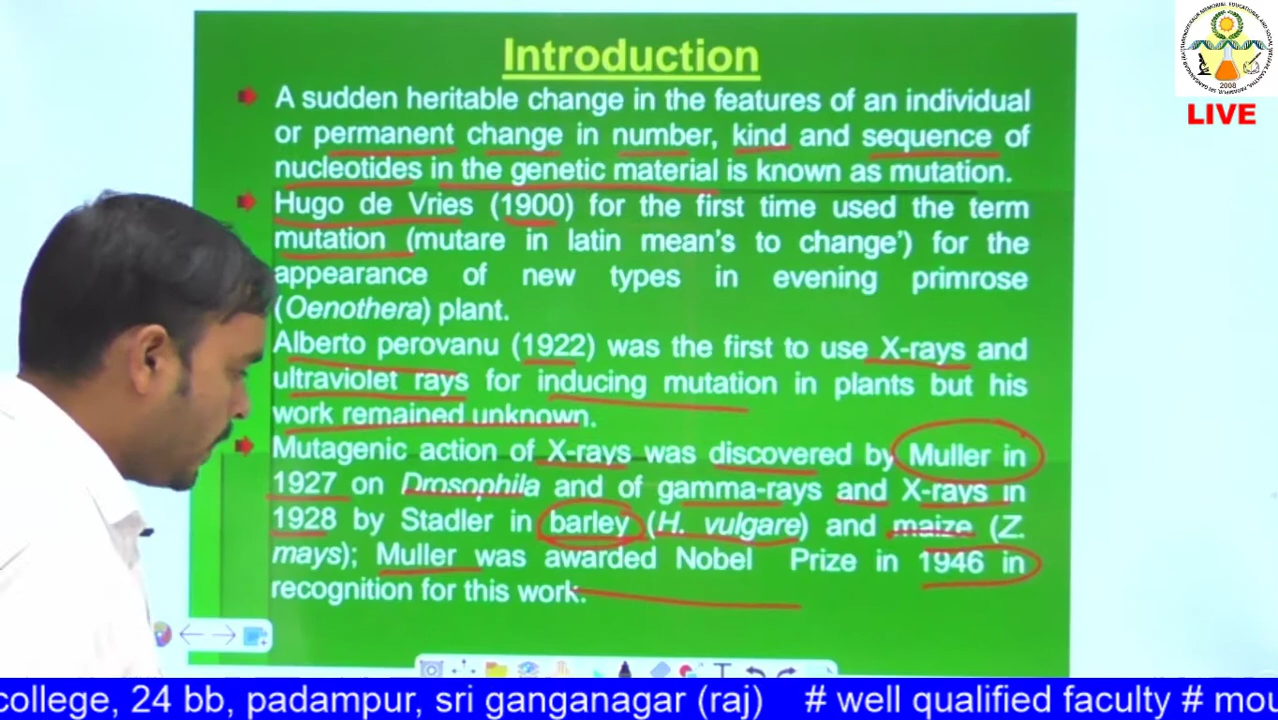 Introduction
A sudden heritable change in the features of an individual
or permanent change in number, kind and sequence of
nucleotides in the genetic material is known as mutation.
Hugo de Vries (1900) for the first time used the term
mutation (mutare in latin mean's to change’) for the
appearance of new types in evening primrose
(Oenothera) plant.
Alberto perovanu (1922) was the first to use X-rays and
ultraviolet rays for inducing mutation in plants but his
work remained unknown.
Mutagenic action of X-rays was discovered by Muller in
1927 on Drosophila and of gamma-rays and X-rays in
1928 by Stadler in barley (H. vulgare) and maize (Z.
mays); Muller was awarded Nobel Prize in 1946 in
recognition for this work.
2008
LIVE
college, 24 bb, padampur, sri ganganagar (raj) # well qualified faculty # mou